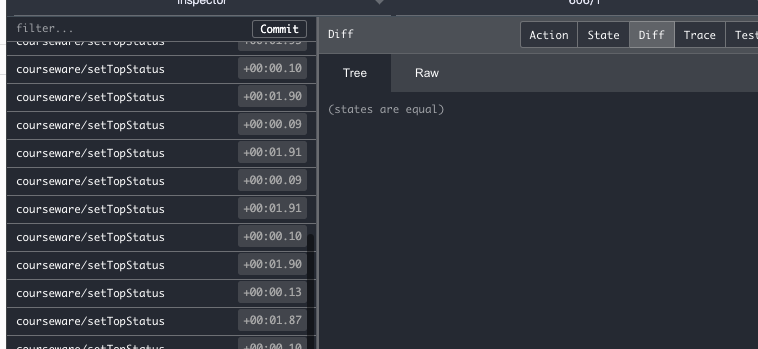 Inspector
filter...
Commit
Diff
Action
State
Diff
Trace
Test
Tree
Raw
(states are equal)
courseware/setTopStatus
courseware/setTopStatus +00:00.10
courseware/setTopStatus +00:01.90
courseware/setTopStatus +00:00.09
courseware/setTopStatus +00:01.91
courseware/setTopStatus +00:00.09
courseware/setTopStatus +00:01.91
courseware/setTopStatus +00:00.10
courseware/setTopStatus +00:01.90
courseware/setTopStatus +00:00.13
courseware/setTopStatus +00:01.87
courseware/setTopStatus +00:00.10